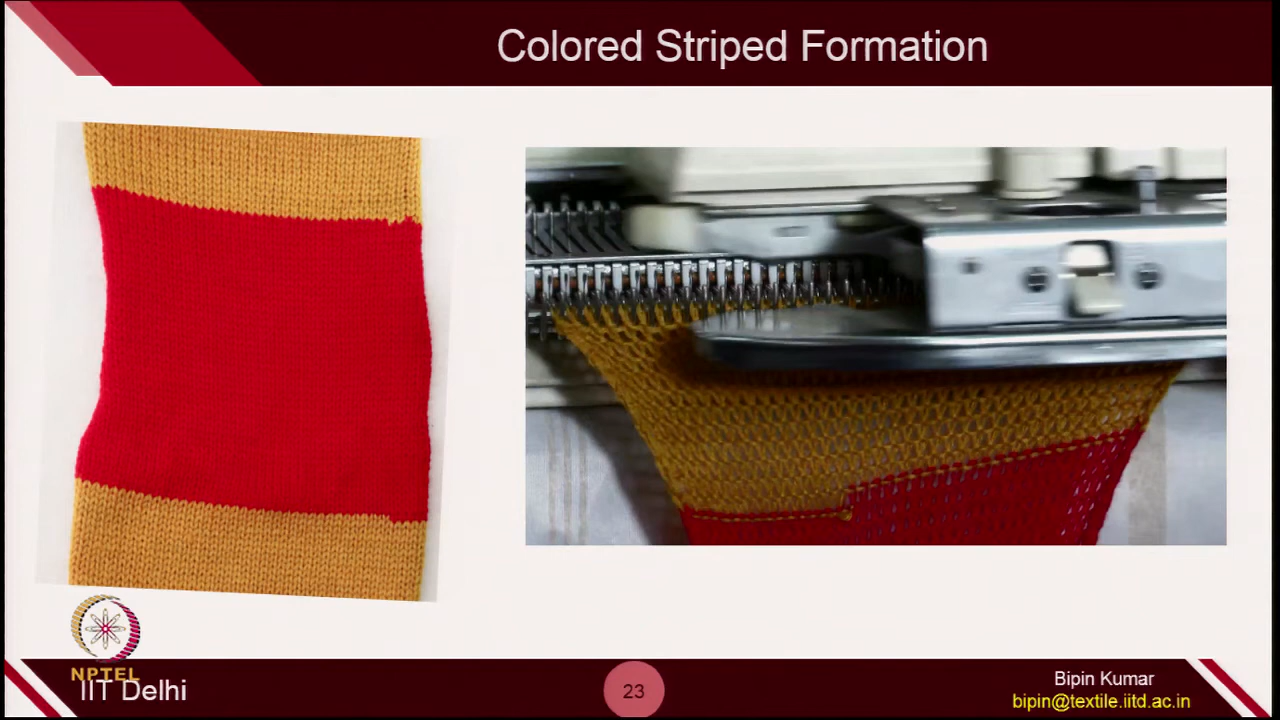 Colored Striped Formation
NPTEL
IIT Delhi
23
Bipin Kumar
bipin@textile.iitd.ac.in